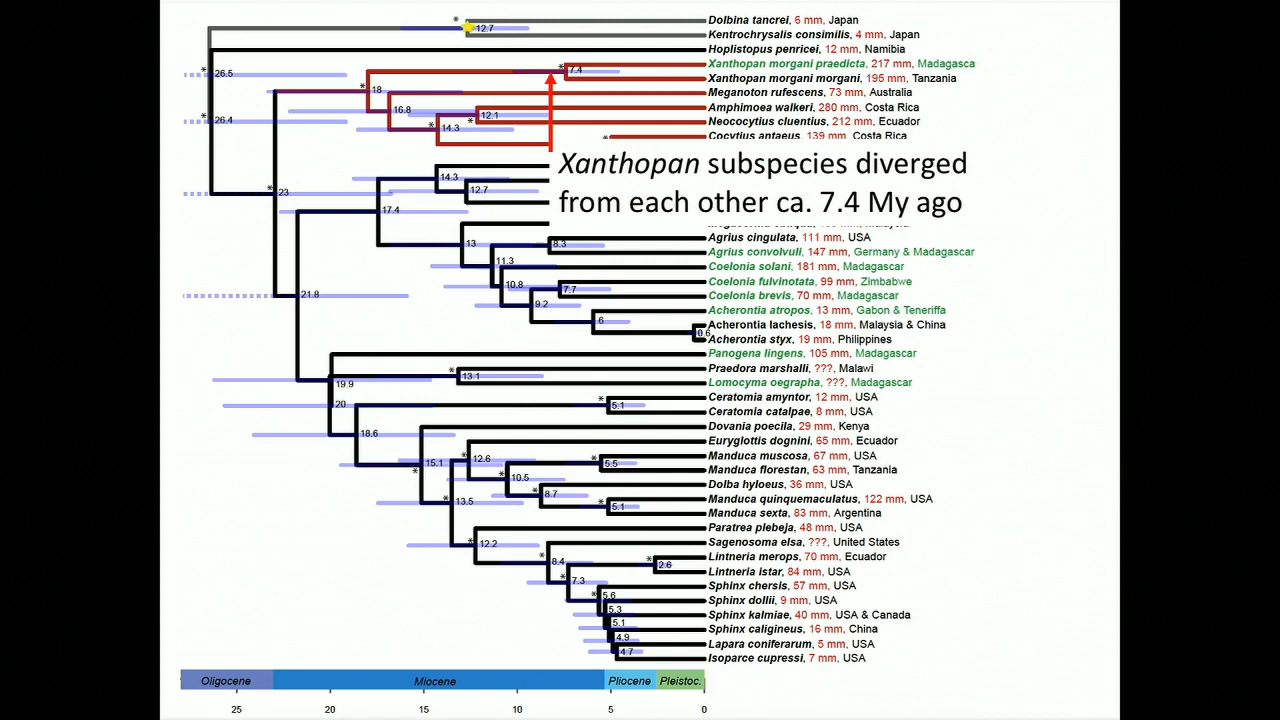 Dolbina tancrei, 6 mm, Japan
* 12.7
Kentrochrysalis consimilis, 4 mm, Japan
Hoplistopus penricei, 12 mm, Namibia
Xanthopan morgani praedicta, 217 mm, Madagasca
* 26.5
* 7.4
Xanthopan morgani morgani, 195 mm, Tanzania
* 18
Meganoton rufescens, 73 mm, Australia
Amphimoea walkeri, 280 mm, Costa Rica
16.8
12.1
* 26.4
Neococytius cluentius, 212 mm, Ecuador
* 14.3
* Cocytius antaeus, 139 mm, Costa Rica
Xanthopan subspecies diverged
from each other ca. 7.4 My ago
14.3
12.7
* 23
17.4
Agrius cingulata, 111 mm, USA
13
8.3
Agrius convolvuli, 147 mm, Germany & Madagascar
11.3
Coelonia solani, 181 mm, Madagascar
10.8
Coelonia fulvinotata, 99 mm, Zimbabwe
7.7
21.8
Coelonia brevis, 70 mm, Madagascar
9.2
Acherontia atropos, 13 mm, Gabon & Teneriffa
6
Acherontia lachesis, 18 mm, Malaysia & China
0.6
Acherontia styx, 19 mm, Philippines
Panogena lingens, 105 mm, Madagascar
Praedora marshalli, ???, Malawi
* 13.1
19.9
Lomocyma oegrapha, ???, Madagascar
Ceratomia amyntor, 12 mm, USA
20
* 5.1
Ceratomia catalpae, 8 mm, USA
Dovania poecila, 29 mm, Kenya
18.6
Euryglottis dognini, 65 mm, Ecuador
Manduca muscosa, 67 mm, USA
* 15.1
* 12.6
* 5.5
Manduca florestan, 63 mm, Tanzania
* 10.5
Dolba hyloeus, 36 mm, USA
* 8.7
Manduca quinquemaculatus, 122 mm, USA
* 13.5
* 5.1
Manduca sexta, 83 mm, Argentina
Paratrea plebeja, 48 mm, USA
* 12.2
Sagenosoma elsa, ???, United States
Lintneria merops, 70 mm, Ecuador
* 8.4
* 2.6
Lintneria istar, 84 mm, USA
* 7.3
Sphinx chersis, 57 mm, USA
* 5.6
Sphinx dollii, 9 mm, USA
5.3
Sphinx kalmiae, 40 mm, USA & Canada
5.1
Sphinx caligineus, 16 mm, China
4.9
Lapara coniferarum, 5 mm, USA
4.7
Isoparce cupressi, 7 mm, USA
Oligocene Miocene Pliocene Pleistoc.
25 20 15 10 5 0